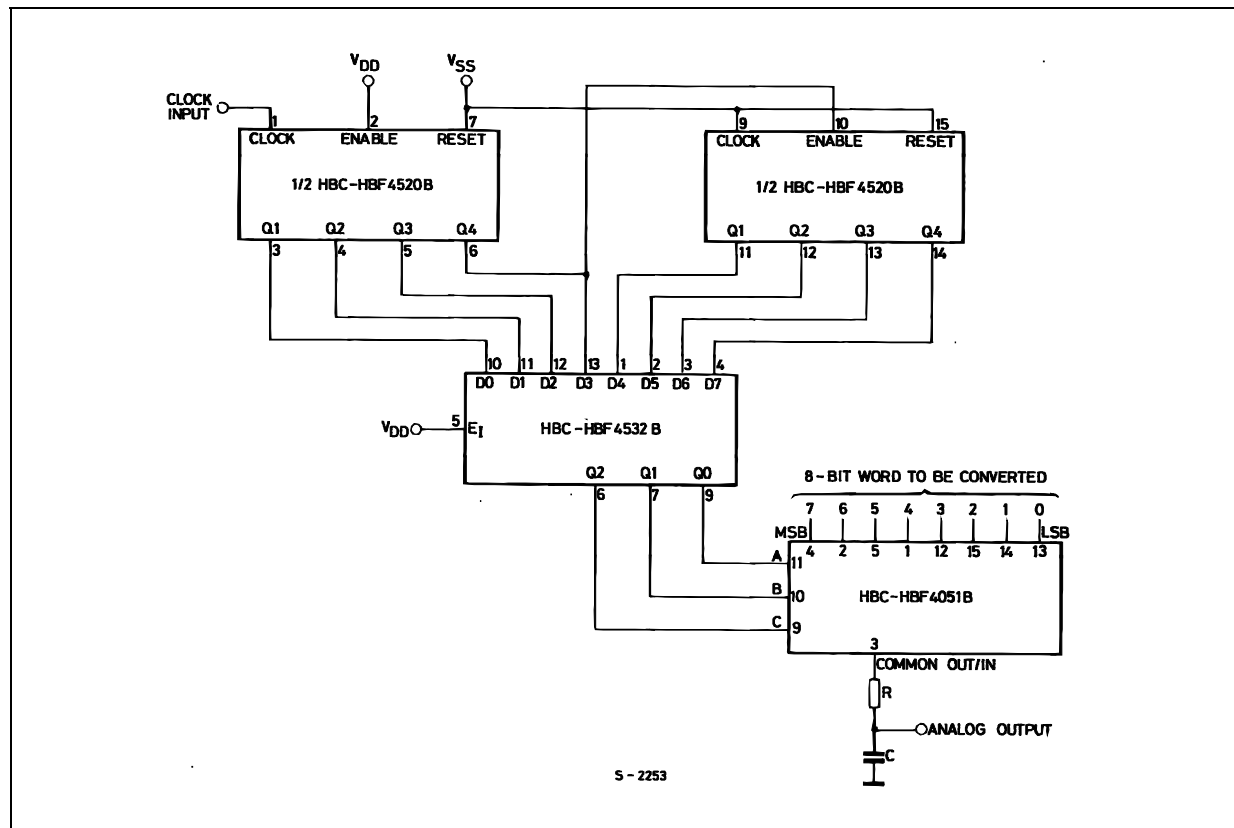 VDD
VSS
CLOCK
INPUT
1 2 7
CLOCK ENABLE RESET
1/2 HBC-HBF4520B
Q1 Q2 Q3 Q4
3 4 5 6
9 10 15
CLOCK ENABLE RESET
1/2 HBC-HBF4520B
Q1 Q2 Q3 Q4
11 12 13 14
10 11 12 13 1 2 3 4
D0 D1 D2 D3 D4 D5 D6 D7
VDD
5 EI
HBC-HBF4532B
Q2 Q1 Q0
6 7 9
8-BIT WORD TO BE CONVERTED
7 6 5 4 3 2 1 0
MSB LSB
4 2 5 1 12 15 14 13
A 11
B 10
C 9
HBC-HBF4051B
3
COMMON OUT/IN
R
ANALOG OUTPUT
C
S-2253